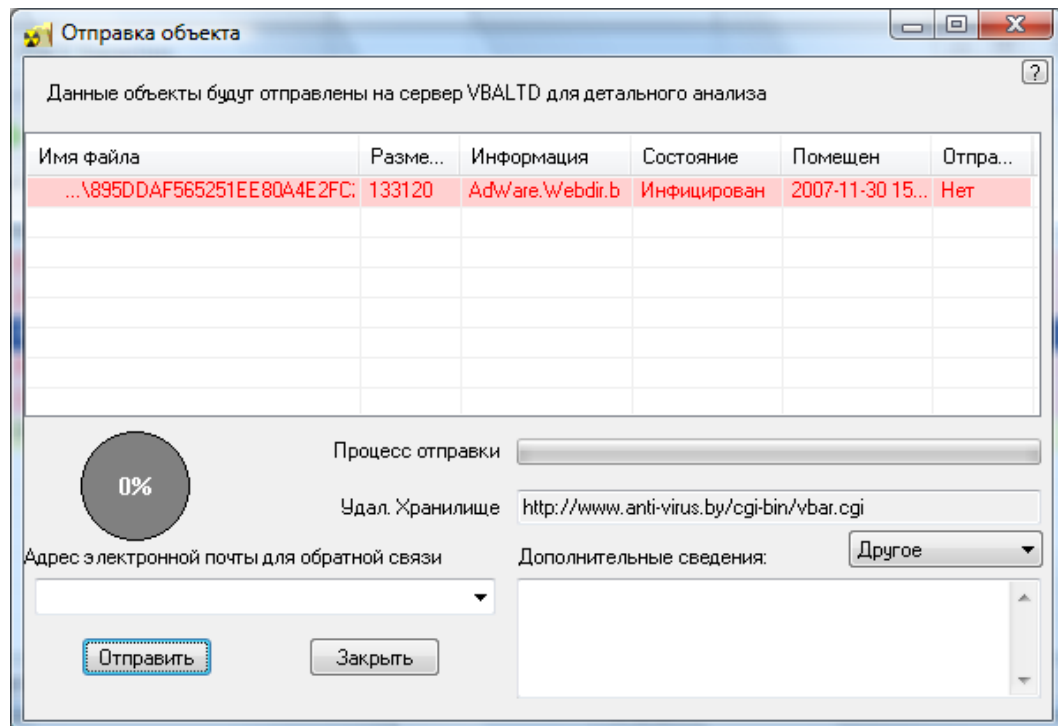 Отправка объекта
?
Данные объекты будут отправлены на сервер VBALTD для детального анализа
Имя файла Разме... Информация Состояние Помещен Отпра...
...\895DDAF565251EE80A4E2FC: 133120 AdWare.Webdir.b Инфицирован 2007-11-30 15... Нет
Процесс отправки
0%
Удал. Хранилище http://www.anti-virus.by/cgi-bin/vbar.cgi
Адрес электронной почты для обратной связи Дополнительные сведения: Другое
Отправить Закрыть